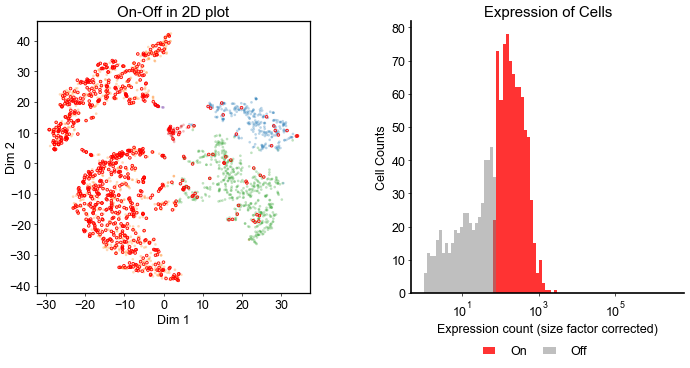 On-Off in 2D plot
40
30
20
10
0
−10
−20
−30
−40
Dim 2
−30 −20 −10 0 10 20 30
Dim 1
Expression of Cells
80
70
60
50
40
30
20
10
0
Cell Counts
10^1 10^3 10^5
Expression count (size factor corrected)
On Off